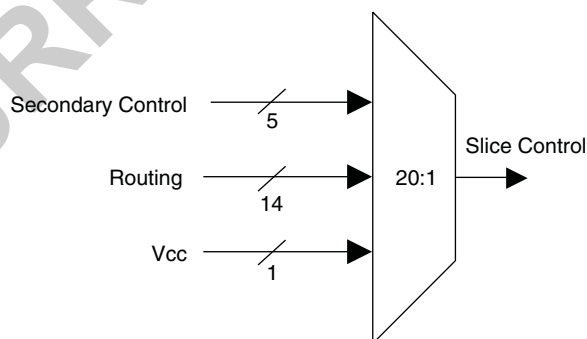 Secondary Control
5
Slice Control
Routing
14
20:1
Vcc
1